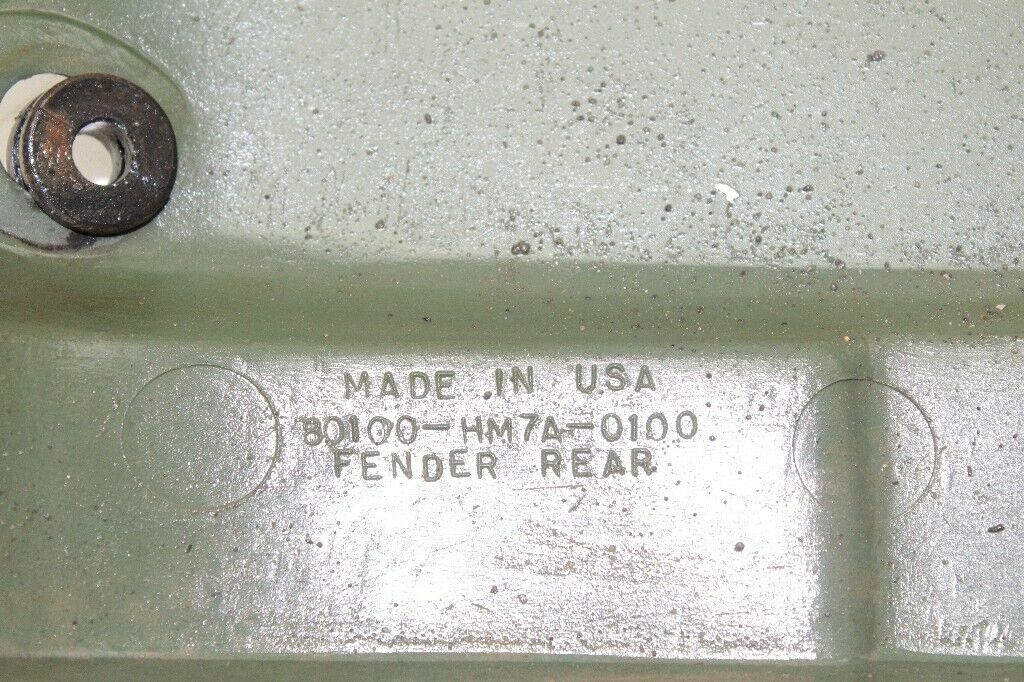 MADE IN USA
80100-HM7A-0100
FENDER REAR